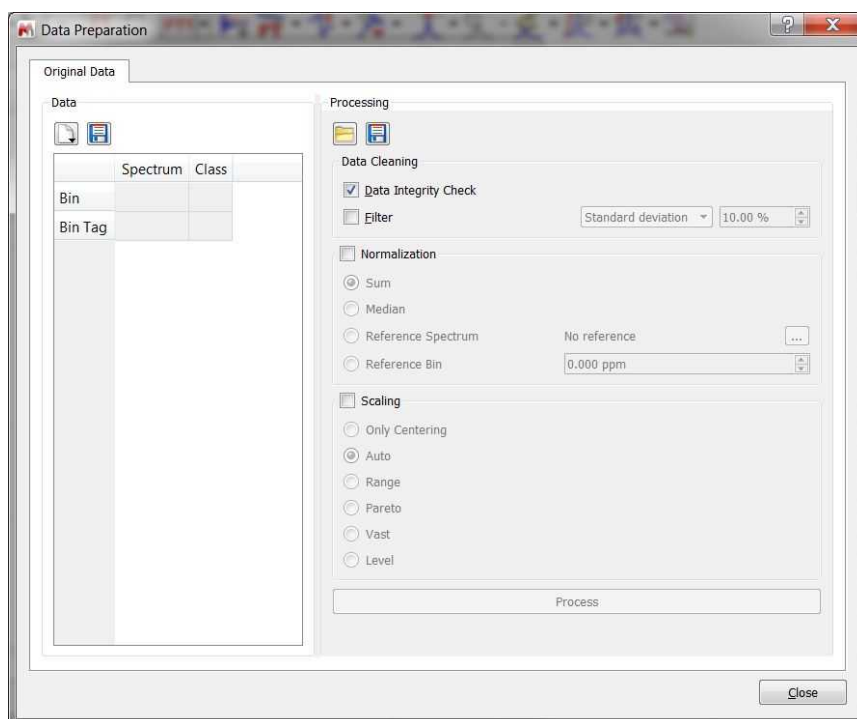 Data Preparation
Original Data
Data
Spectrum Class
Bin
Bin Tag
Processing
Data Cleaning
Data Integrity Check
Filter Standard deviation 10.00 %
Normalization
Sum
Median
Reference Spectrum No reference ...
Reference Bin 0.000 ppm
Scaling
Only Centering
Auto
Range
Pareto
Vast
Level
Process
Close